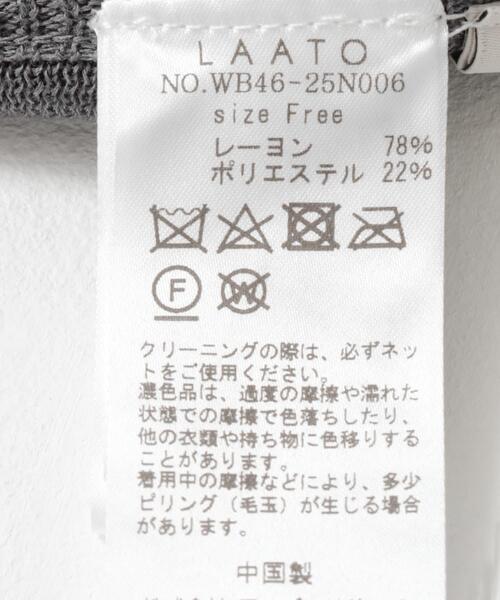 LAATO
NO.WB46-25N006
size Free
レーヨン 78%
ポリエステル 22%
F W
クリーニングの際は、必ずネッ
トをご使用ください。
濃色品は、過度の摩擦や濡れた
状態での摩擦で色落ちしたり、
他の衣類や持ち物に色移りする
ことがあります。
着用中の摩擦などにより、多少
ピリング（毛玉）が生じる場合
があります。
中国製